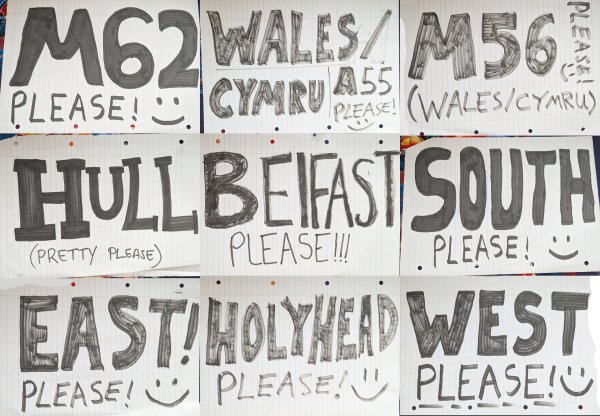 M62
PLEASE!
WALES/
CYMRU A55
PLEASE!
M56
PLEASE!
(WALES/CYMRU)
HULL
(PRETTY PLEASE)
BEIFAST
PLEASE!!!
SOUTH
PLEASE!
EAST!
PLEASE!
HOLYHEAD
PLEASE!
WEST
PLEASE!